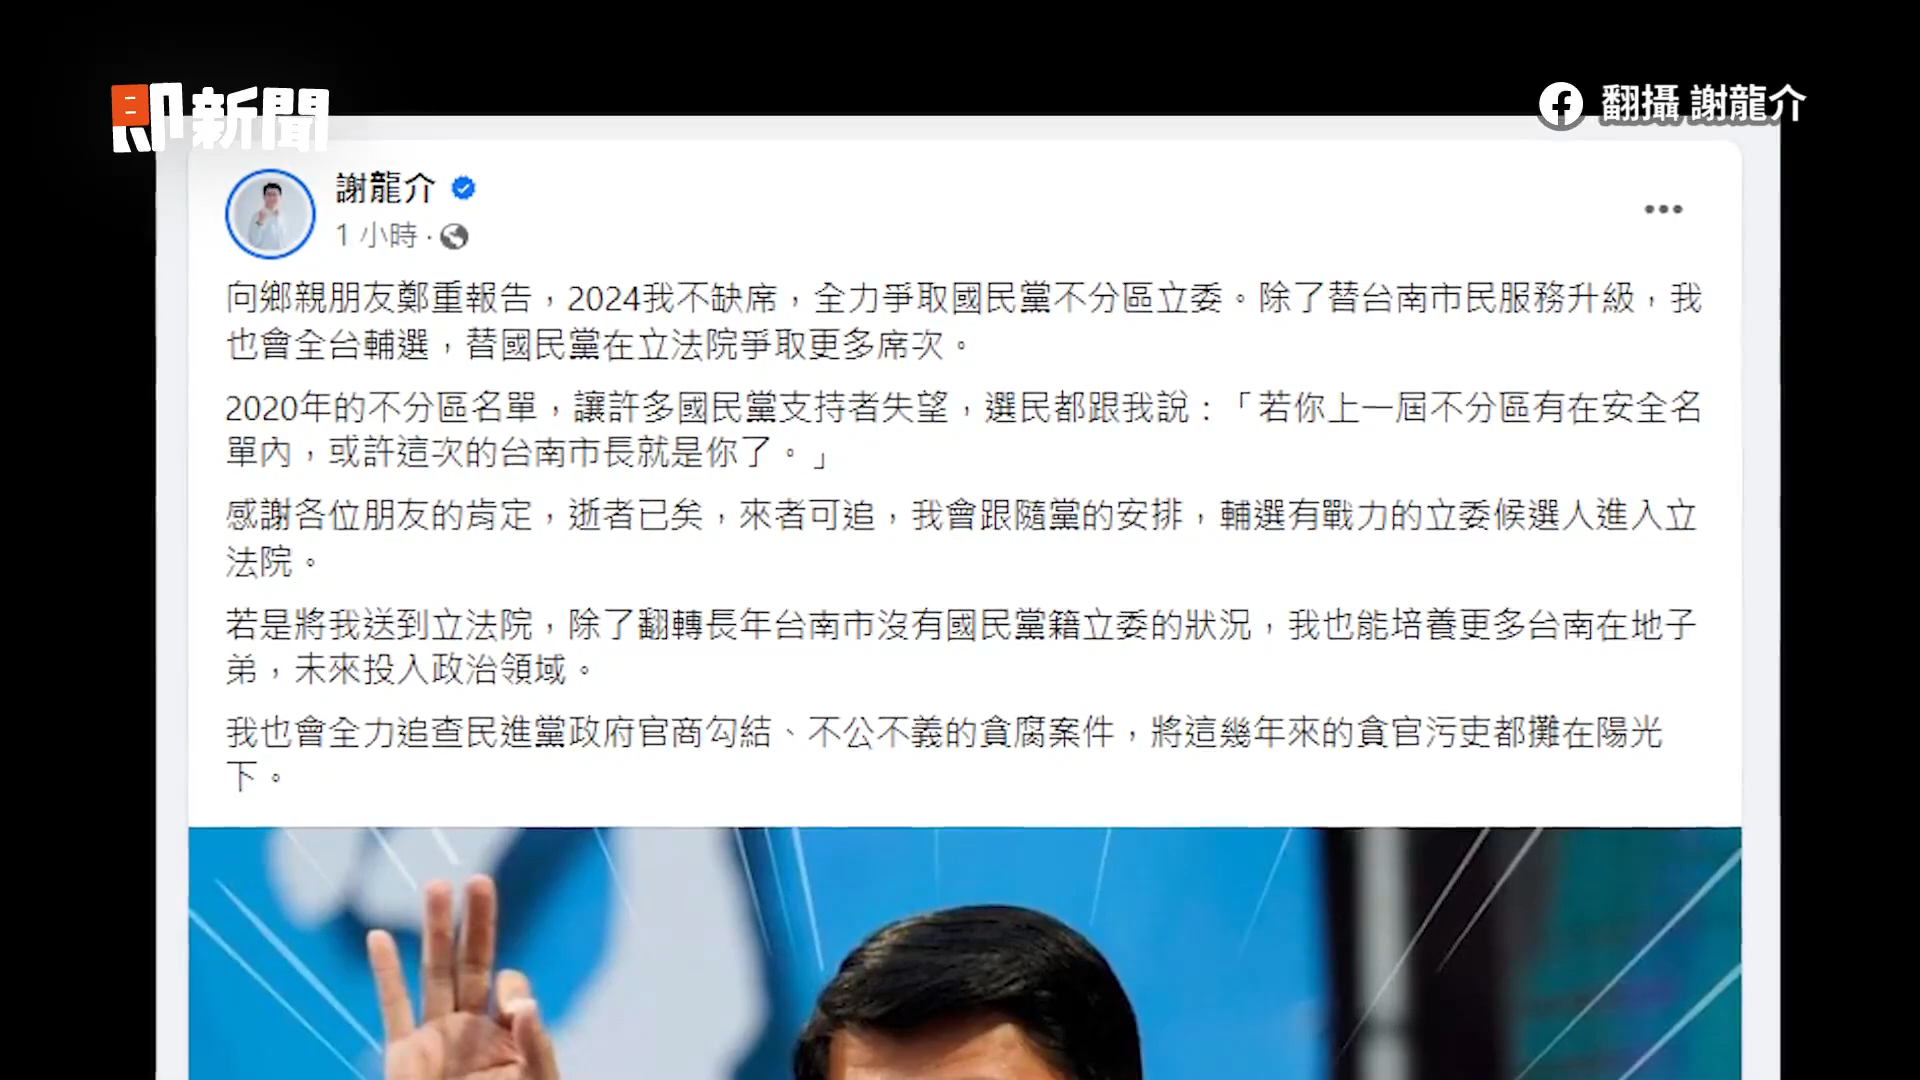 即新聞
翻攝 謝龍介
謝龍介
1 小時 ·
向鄉親朋友鄭重報告，2024我不缺席，全力爭取國民黨不分區立委。除了替台南市民服務升級，我
也會全台輔選，替國民黨在立法院爭取更多席次。
2020年的不分區名單，讓許多國民黨支持者失望，選民都跟我說：「若你上一屆不分區有在安全名
單內，或許這次的台南市長就是你了。」
感謝各位朋友的肯定，逝者已矣，來者可追，我會跟隨黨的安排，輔選有戰力的立委候選人進入立
法院。
若是將我送到立法院，除了翻轉長年台南市沒有國民黨籍立委的狀況，我也能培養更多台南在地子
弟，未來投入政治領域。
我也會全力追查民進黨政府官商勾結、不公不義的貪腐案件，將這幾年來的貪官污吏都攤在陽光
下。